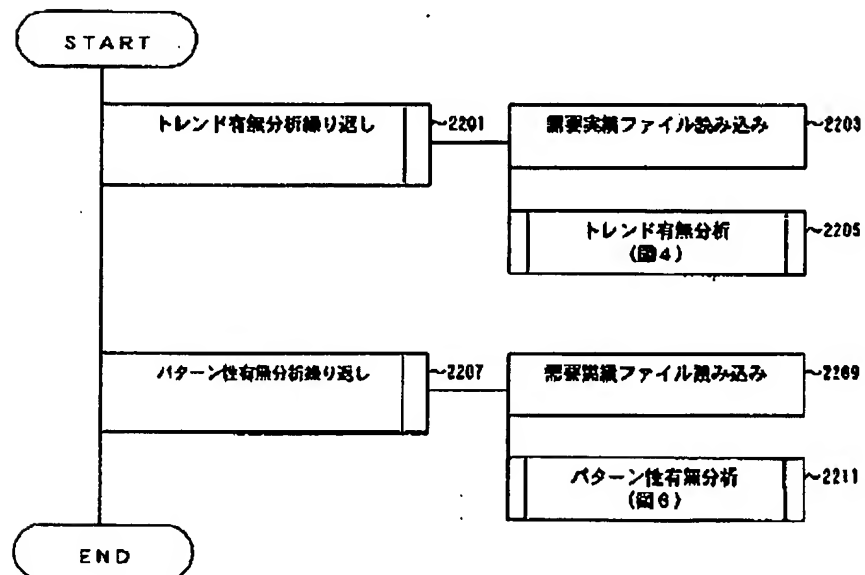 START
トレンド有無分析繰り返し
~2201
需要実績ファイル読み込み
~2203
トレンド有無分析
(図4)
~2205
パターン性有無分析繰り返し
~2207
需要実績ファイル読み込み
~2209
パターン性有無分析
(図6)
~2211
END